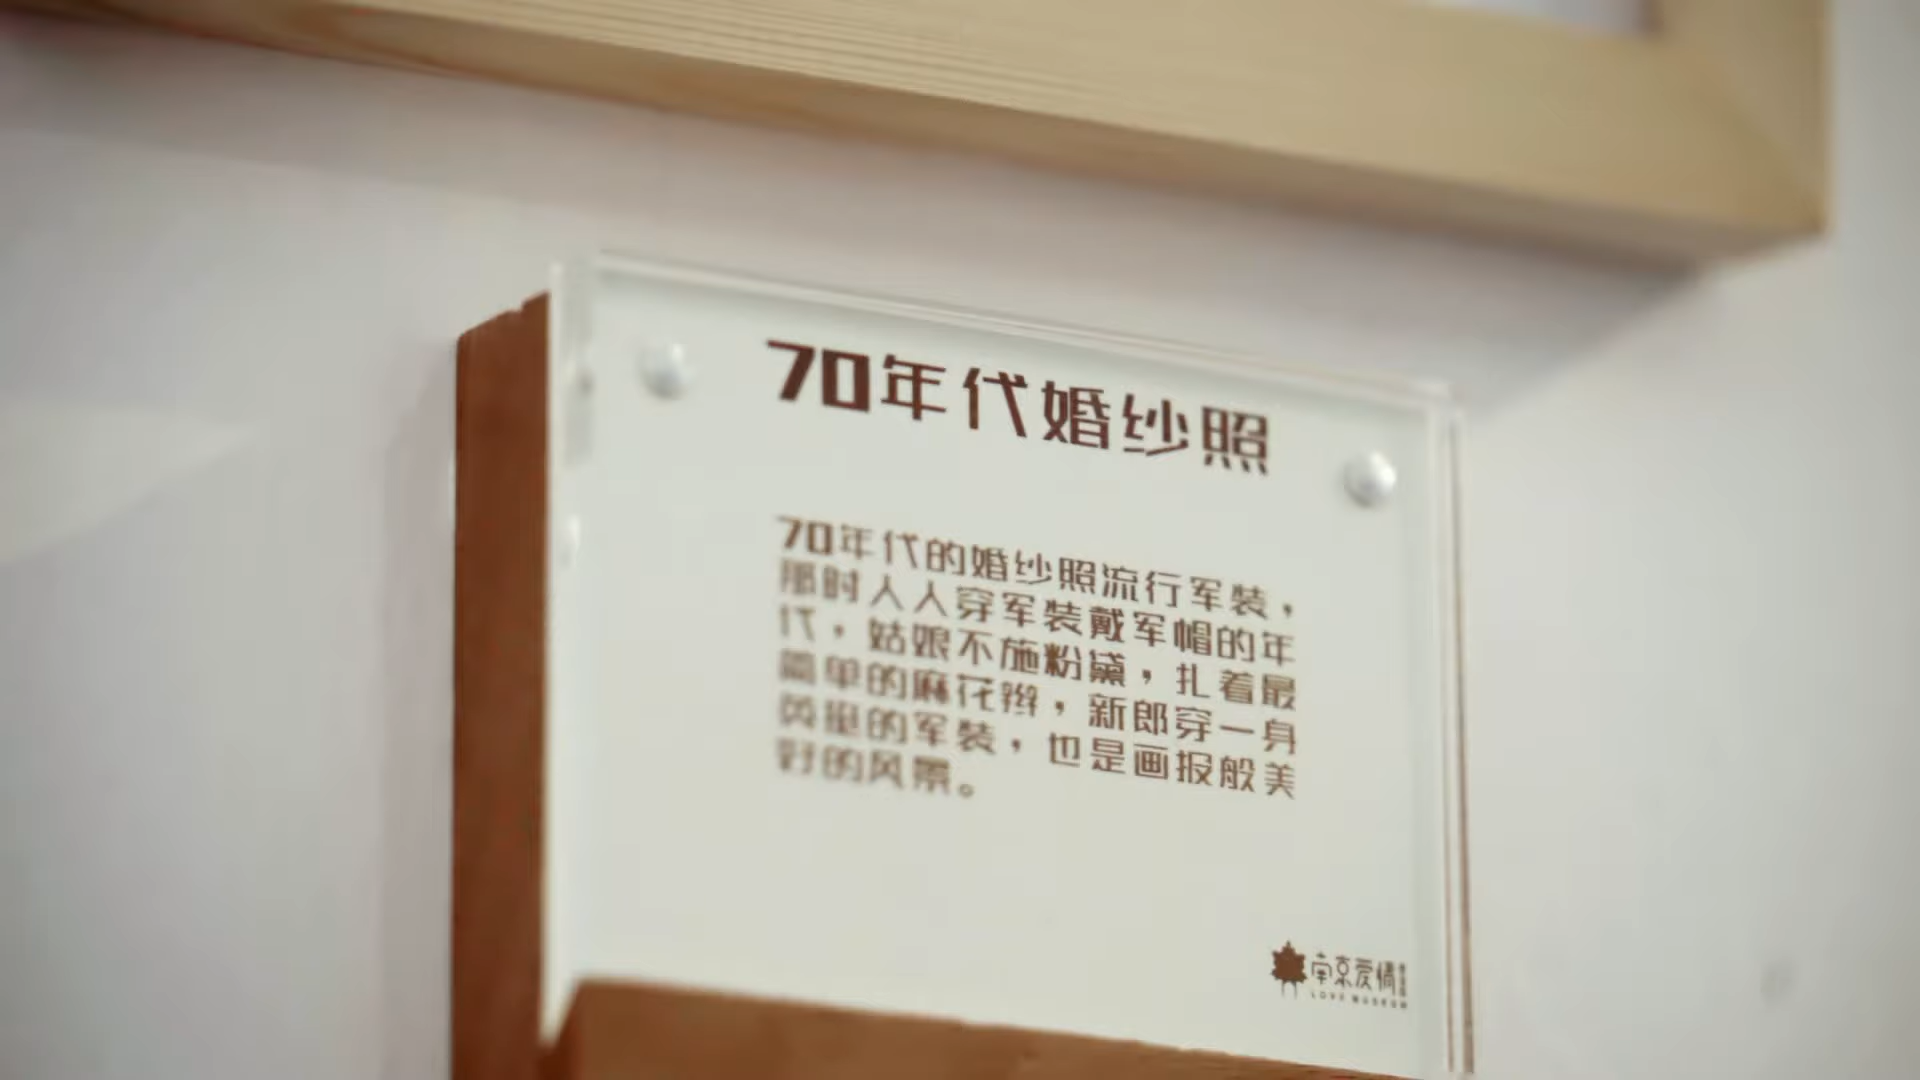 70年代婚纱照
70年代的婚纱照流行军装，
那时人人穿军装戴军帽的年
代，姑娘不施粉黛，扎着最
简单的麻花辫，新郎穿一身
英挺的军装，也是画报般美
好的风景。
南京爱情
LOVE MUSEUM